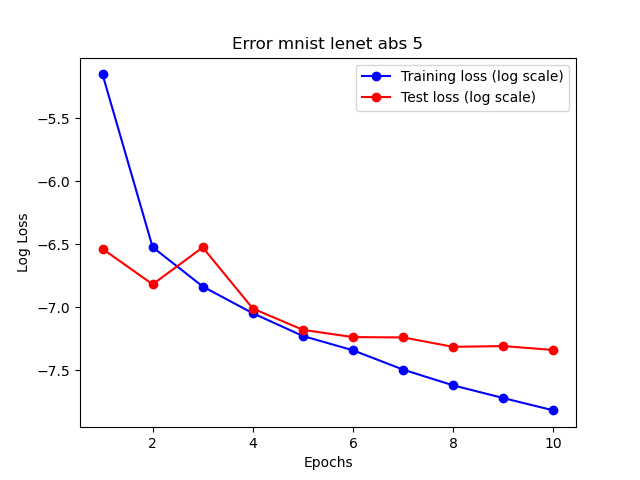 Error mnist lenet abs 5
Training loss (log scale)
Test loss (log scale)
−5.5
−6.0
−6.5
−7.0
−7.5
Log Loss
2 4 6 8 10
Epochs